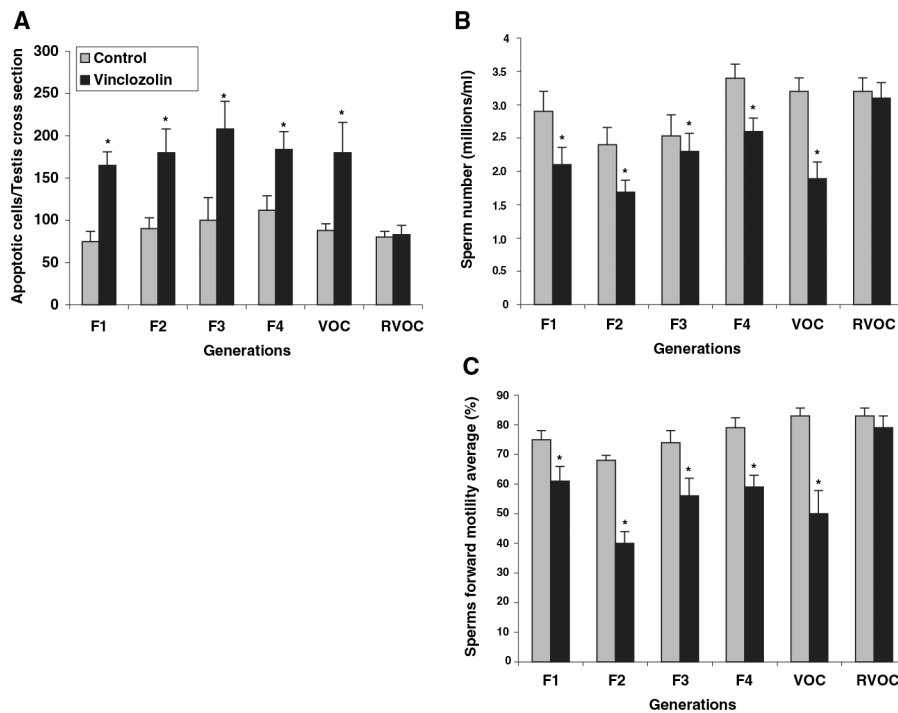 A
Control
Vinclozolin
300
250
200
150
100
50
0
Apoptotic cells/Testis cross section
* * * * *
F1 F2 F3 F4 VOC RVOC
Generations
B
4
3.5
3.0
2.5
2.0
1.5
1.0
0.5
0
Sperm number (millions/ml)
* * * * *
F1 F2 F3 F4 VOC RVOC
Generations
C
90
80
70
60
50
40
30
20
10
0
Sperms forward motility average (%)
* * * * *
F1 F2 F3 F4 VOC RVOC
Generations